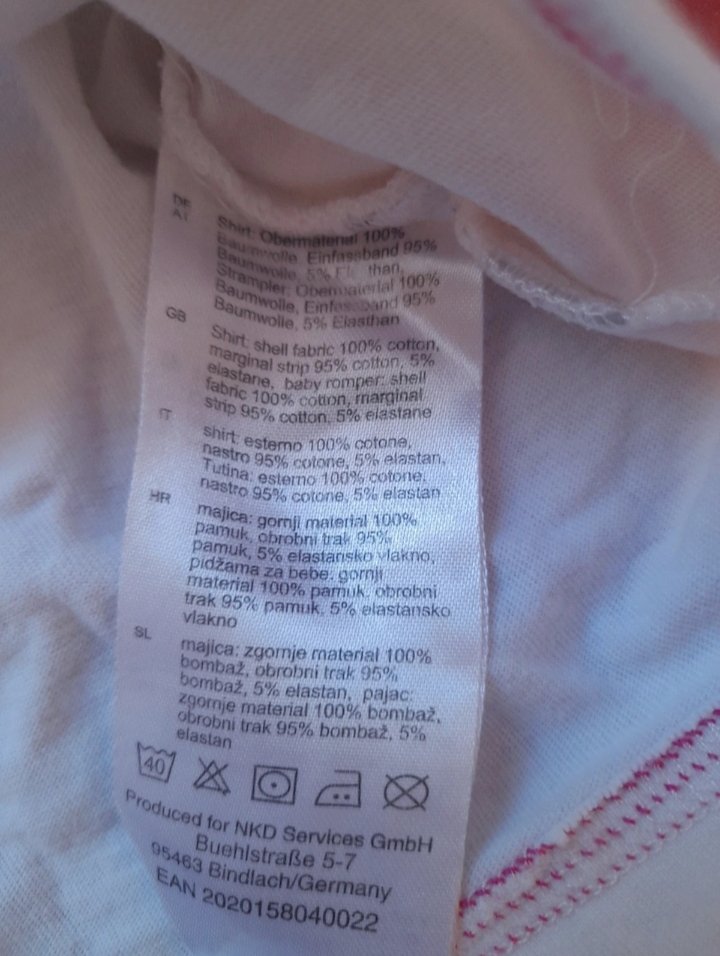 DE
AT
Shirt: Obermaterial 100%
Baumwolle, Einfassband 95%
Baumwolle, 5% Elasthan,
Strampler: Obermaterial 100%
Baumwolle, Einfassband 95%
Baumwolle, 5% Elasthan
GB
Shirt: shell fabric 100% cotton,
marginal strip 95% cotton, 5%
elastane, baby romper: shell
fabric 100% cotton, marginal
strip 95% cotton, 5% elastane
IT
shirt: esterno 100% cotone,
nastro 95% cotone, 5% elastan,
Tutina: esterno 100% cotone,
nastro 95% cotone, 5% elastan
HR
majica: gornji material 100%
pamuk, obrobni trak 95%
pamuk, 5% elastansko vlakno,
pidžama za bebe: gornji
material 100% pamuk, obrobni
trak 95% pamuk, 5% elastansko
vlakno
SL
majica: zgornje material 100%
bombaž, obrobni trak 95%
bombaž, 5% elastan, pajac:
zgornje material 100% bombaž,
obrobni trak 95% bombaž, 5%
elastan
40
Produced for NKD Services GmbH
Buehlstraße 5-7
95463 Bindlach/Germany
EAN 2020158040022